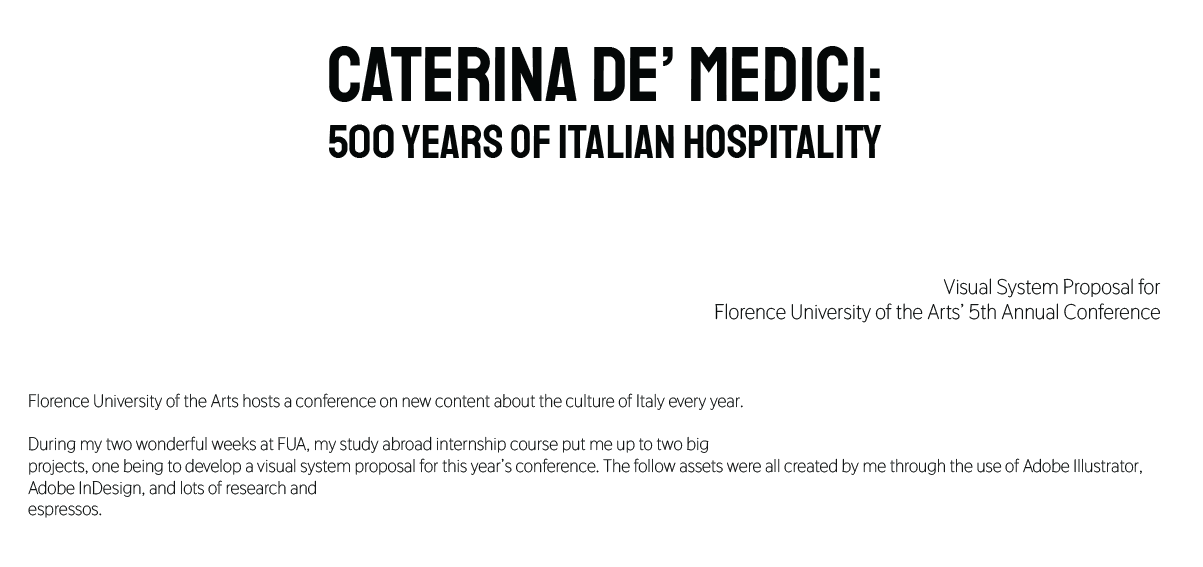 CATERINA DE’ MEDICI:
500 YEARS OF ITALIAN HOSPITALITY
Visual System Proposal for
Florence University of the Arts’ 5th Annual Conference
Florence University of the Arts hosts a conference on new content about the culture of Italy every year.
During my two wonderful weeks at FUA, my study abroad internship course put me up to two big
projects, one being to develop a visual system proposal for this year’s conference. The follow assets were all created by me through the use of Adobe Illustrator,
Adobe InDesign, and lots of research and
espressos.